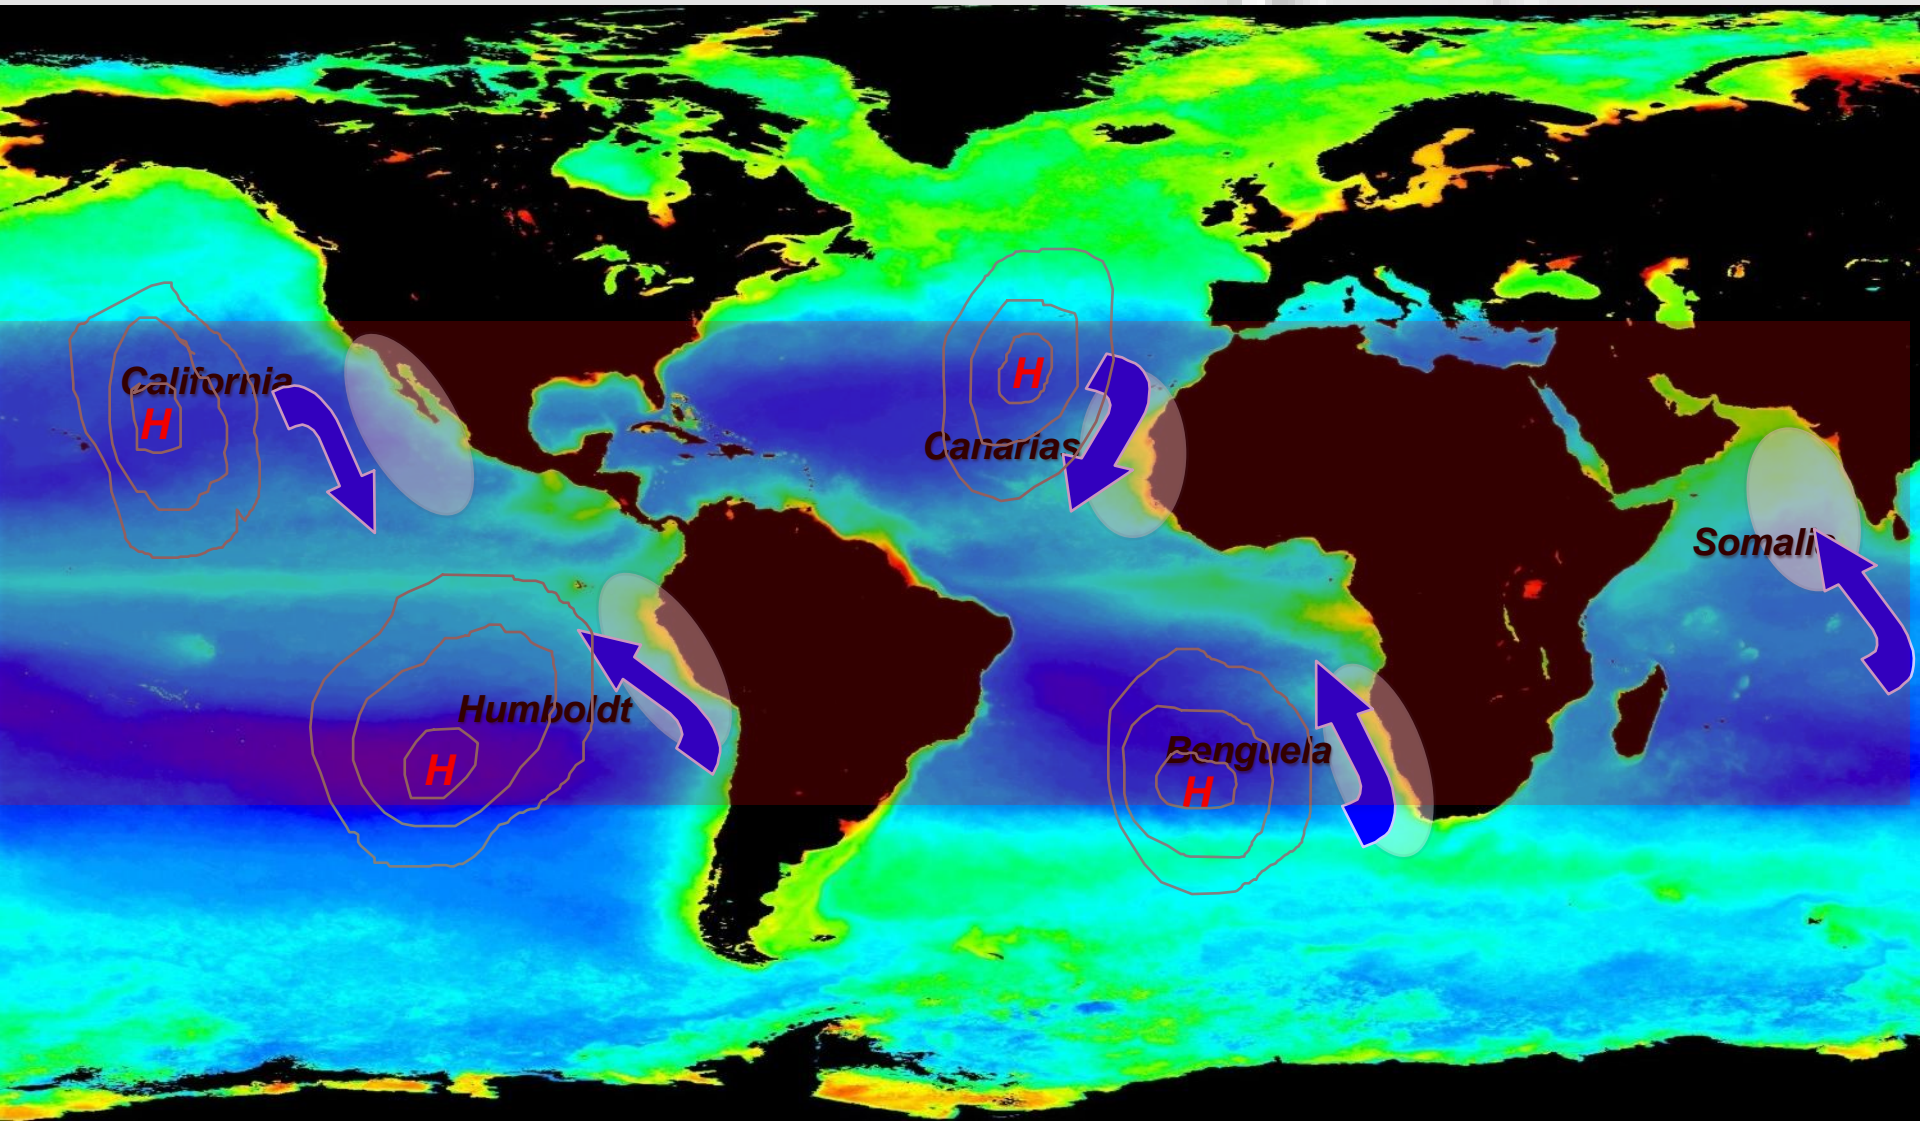 California
H
H
Canarias
Somali
Humboldt
H
Benguela
H